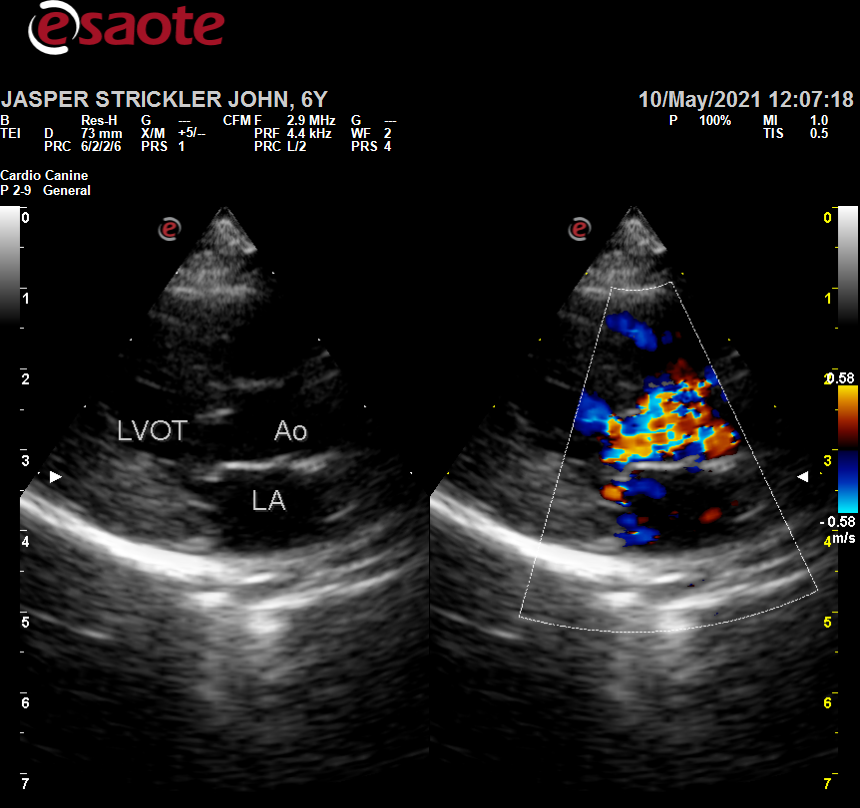 esaote
JASPER STRICKLER JOHN, 6Y 10/May/2021 12:07:18
B Res-H G --- CFM F 2.9 MHz G --- P 100% MI 1.0
TEI D 73 mm X/M +5/-- PRF 4.4 kHz WF 2 TIS 0.5
PRC 6/2/2/6 PRS 1 PRC L/2 PRS 4
Cardio Canine
P 2-9 General
e e
0 0
1 1
2 2 0.58
LVOT Ao
3 3
LA
- 0.58
4 4 m/s
5 5
6 6
7 7